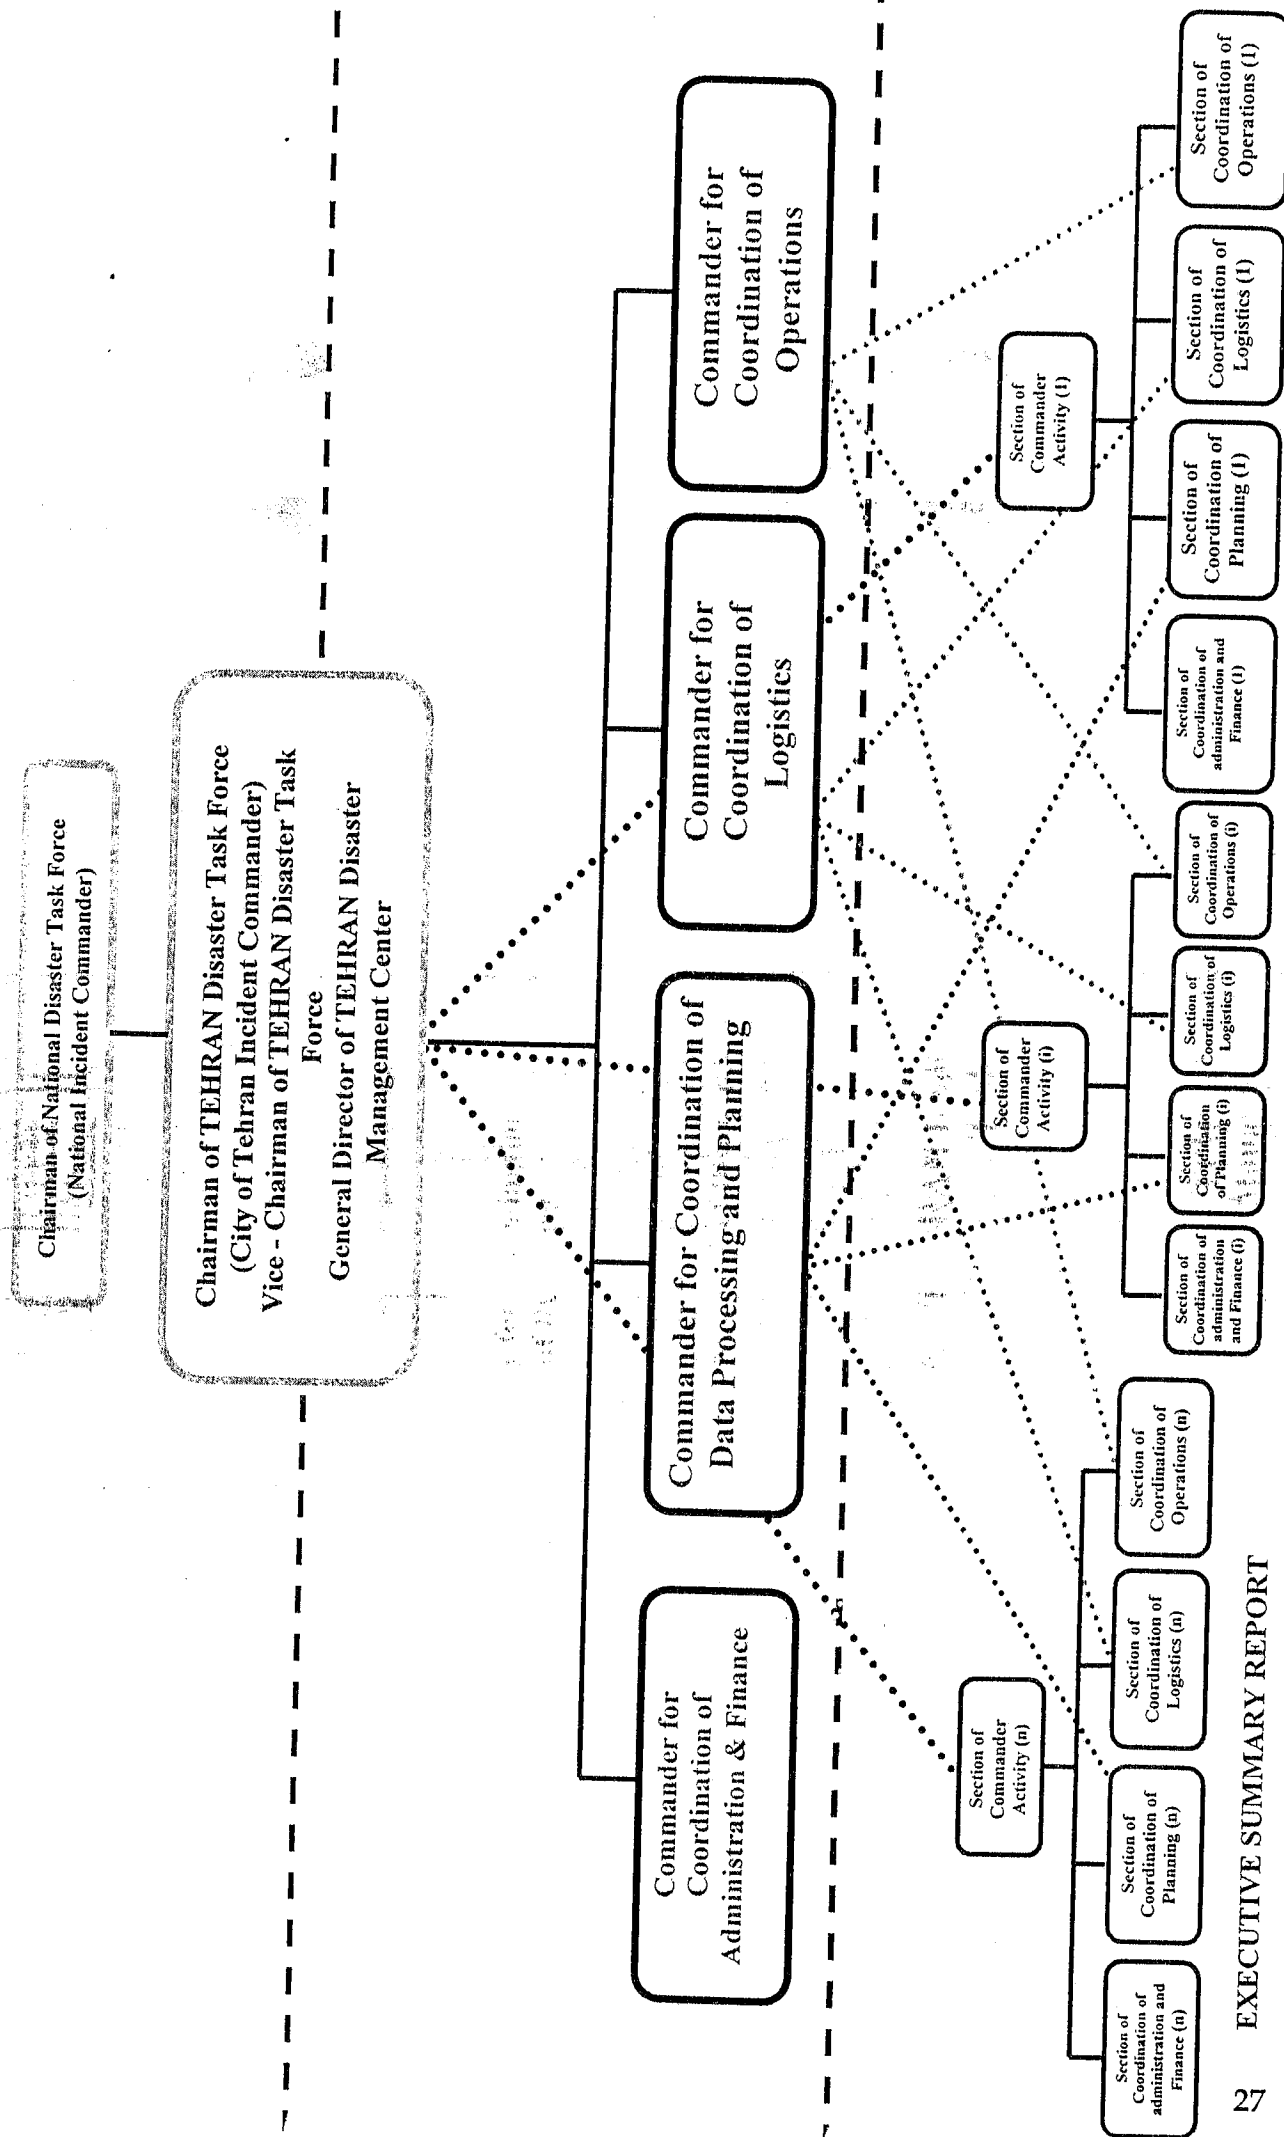 Chairman of National Disaster Task Force
(National Incident Commander)
Chairman of TEHRAN Disaster Task Force
(City of Tehran Incident Commander)
Vice - Chairman of TEHRAN Disaster Task
Force
General Director of TEHRAN Disaster
Management Center
Commander for
Coordination of
Administration & Finance
Commander for Coordination of
Data Processing and Planning
Commander for
Coordination of
Logistics
Commander for
Coordination of
Operations
Section of
Commander
Activity (n)
Section of
Commander
Activity (i)
Section of
Commander
Activity (1)
Section of
Coordination of
administration and
Finance (n)
Section of
Coordination of
Planning (n)
Section of
Coordination of
Logistics (n)
Section of
Coordination of
Operations (n)
Section of
Coordination of
administration
and Finance (i)
Section of
Coordination
of Planning (i)
Section of
Coordination of
Logistics (i)
Section of
Coordination of
Operations (i)
Section of
Coordination of
administration and
Finance (1)
Section of
Coordination of
Planning (1)
Section of
Coordination of
Logistics (1)
Section of
Coordination of
Operations (1)
27 EXECUTIVE SUMMARY REPORT